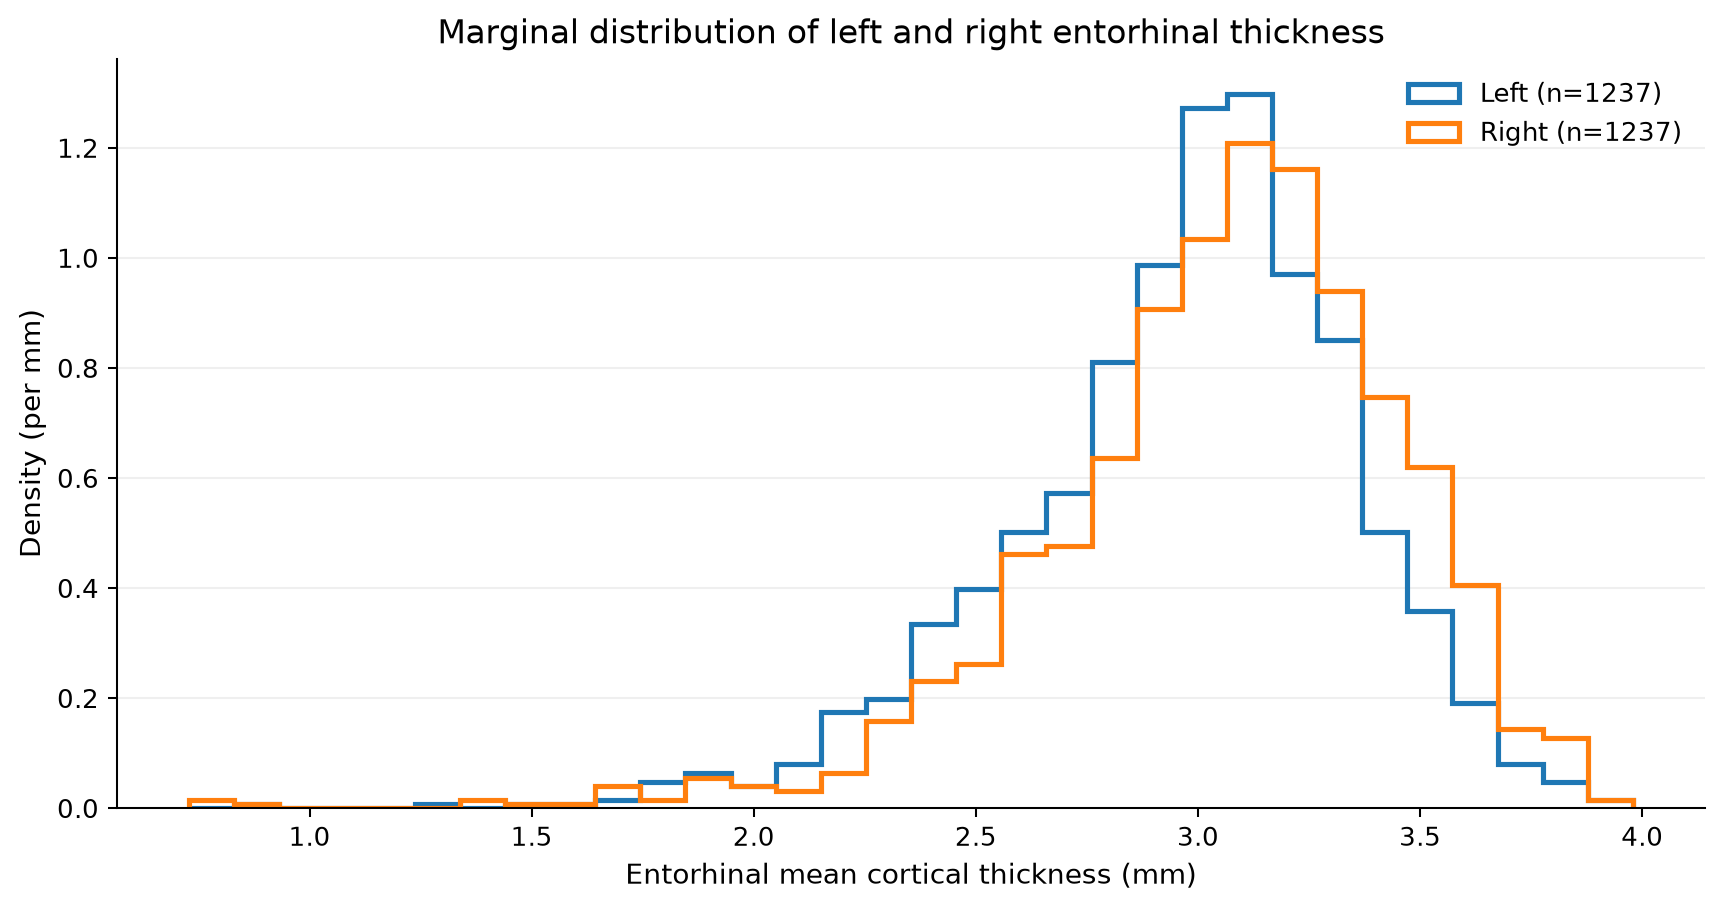 Marginal distribution of left and right entorhinal thickness
Left (n=1237)
Right (n=1237)
Density (per mm)
1.2
1.0
0.8
0.6
0.4
0.2
0.0
1.0 1.5 2.0 2.5 3.0 3.5 4.0
Entorhinal mean cortical thickness (mm)